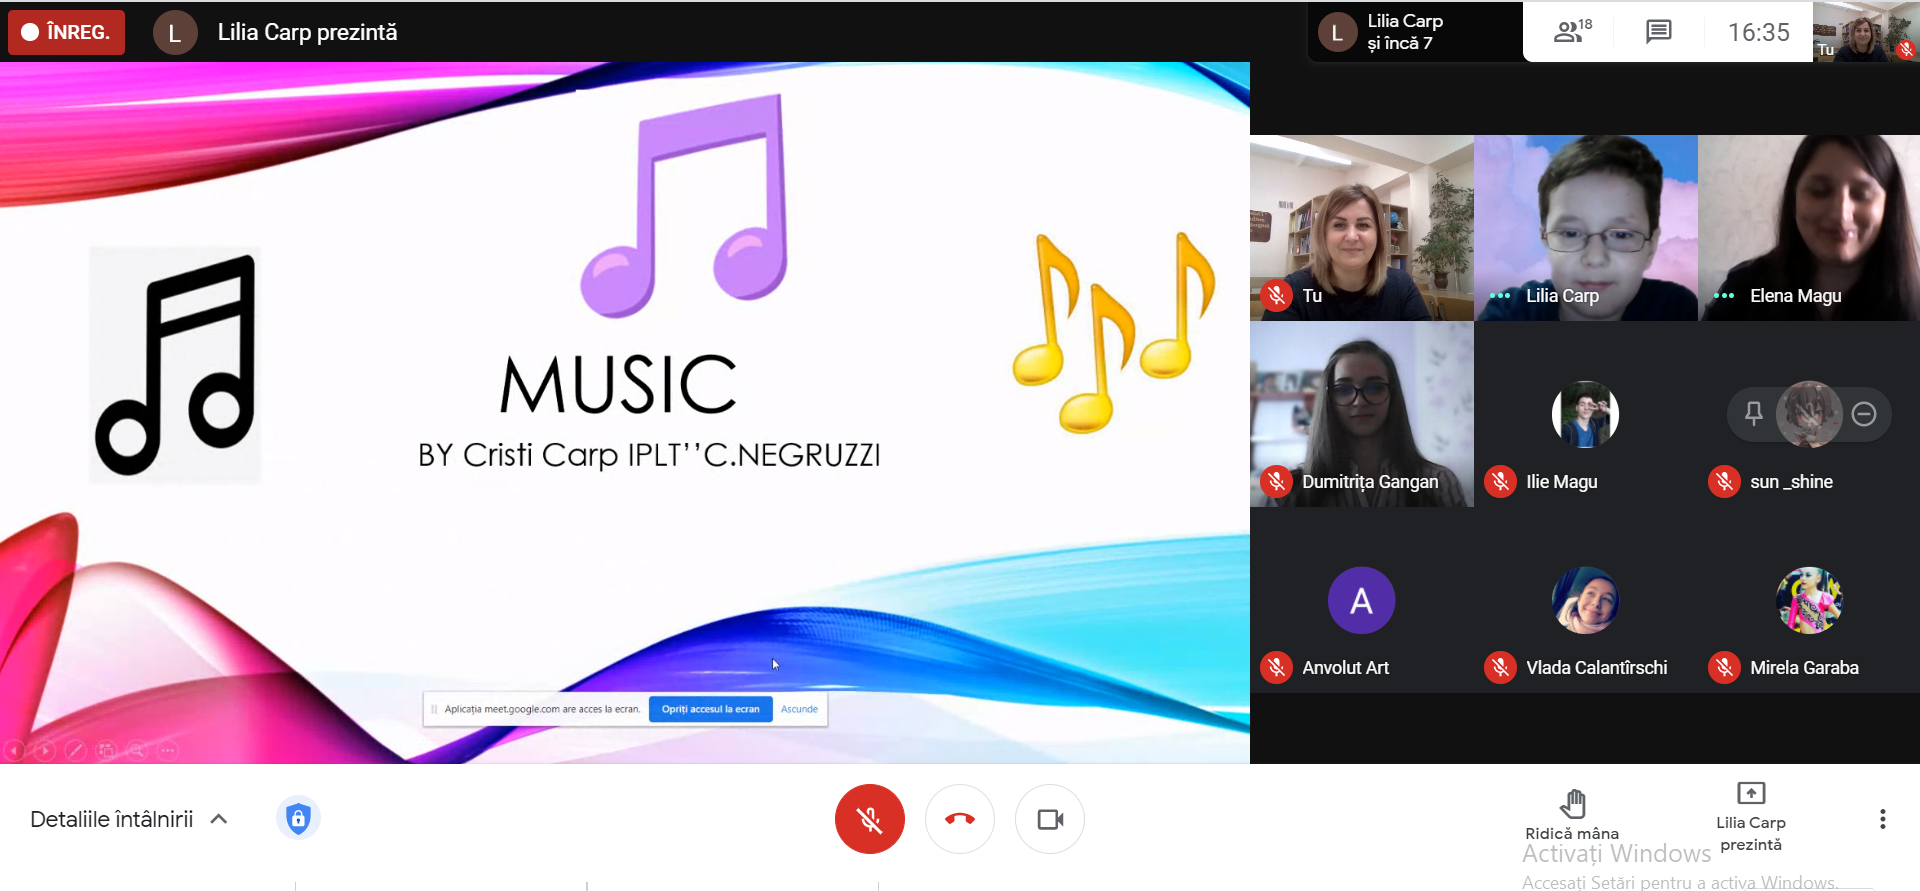 ÎNREG.
L
Lilia Carp prezintă
L
Lilia Carp
și încă 7
18
16:35
Tu
MUSIC
BY Cristi Carp IPLT’’C.NEGRUZZI
Aplicația meet.google.com are acces la ecran.
Opriți accesul la ecran
Ascunde
Tu
Lilia Carp
Elena Magu
Dumitrița Gangan
Ilie Magu
sun _shine
A
Anvolut Art
Vlada Calantîrschi
Mirela Garaba
Detaliile întâlnirii
Ridică mâna
Lilia Carp
prezintă
Activați Windows
Accesați Setări pentru a activa Windows.